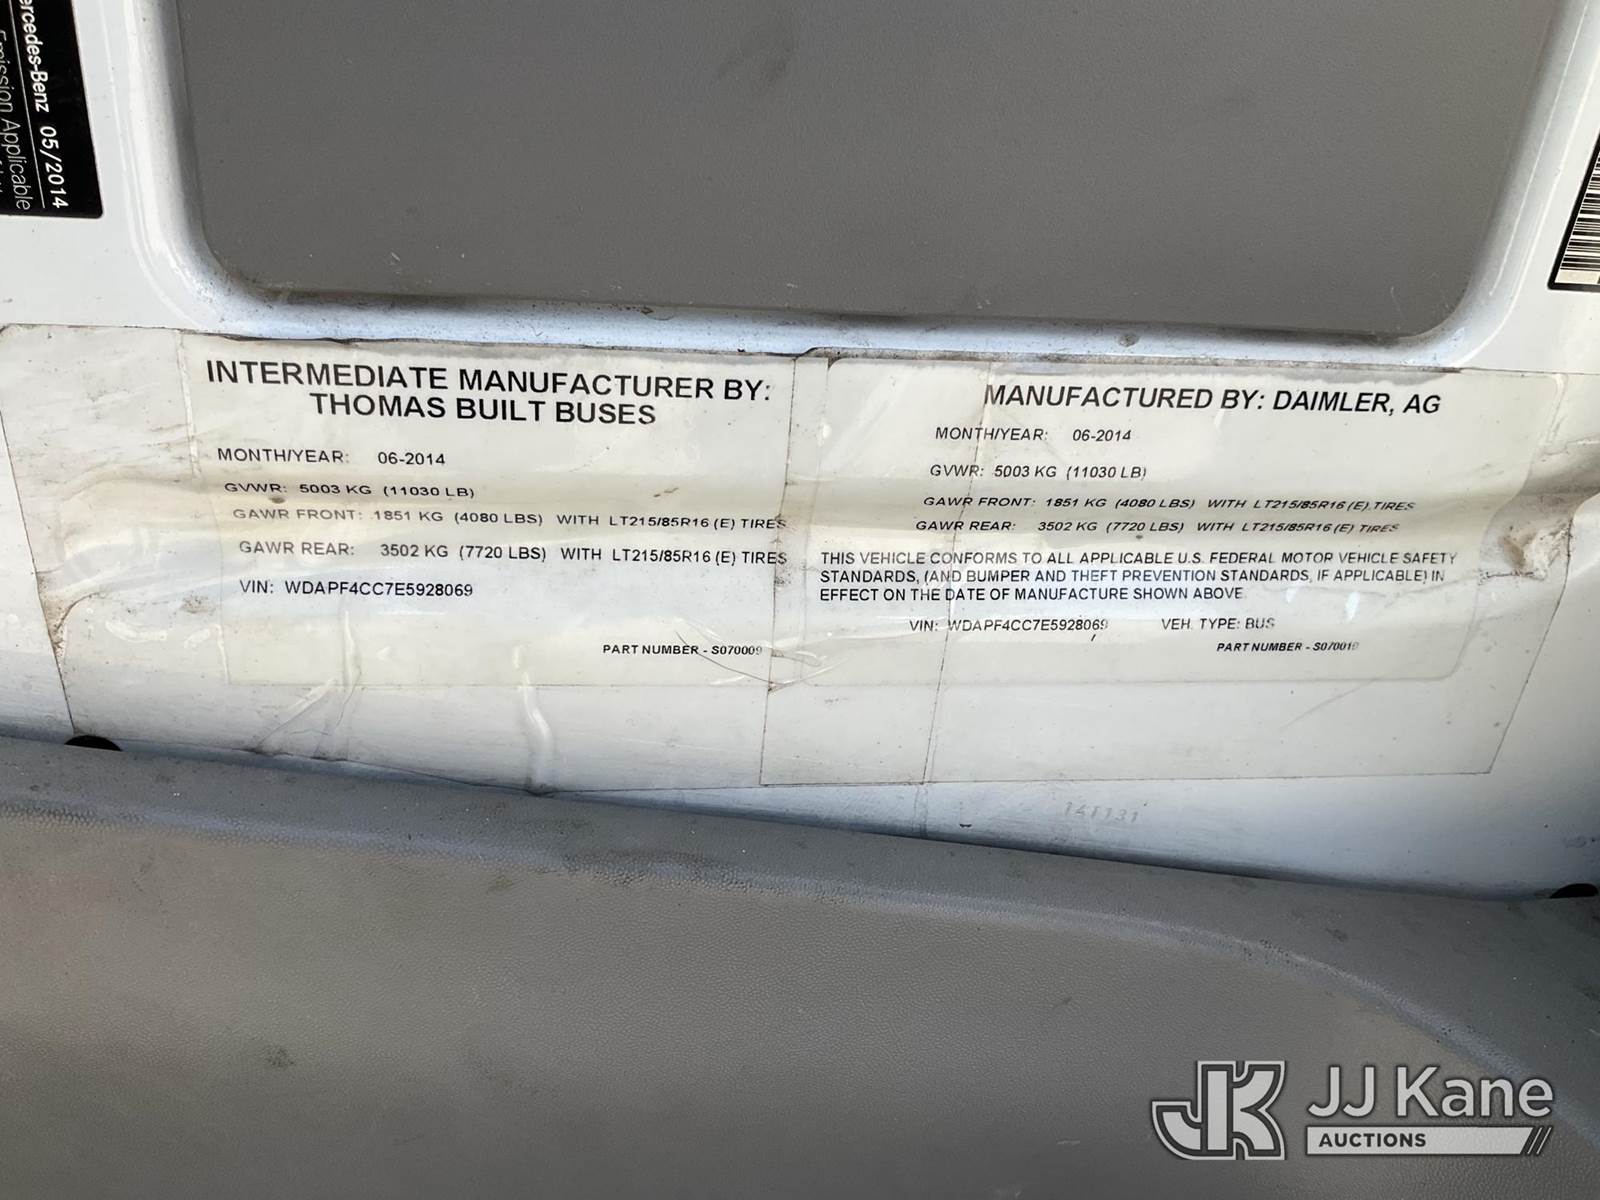 Mercedes-Benz 05/2014
Emission Applicable
INTERMEDIATE MANUFACTURER BY:
THOMAS BUILT BUSES
MONTH/YEAR: 06-2014
GVWR: 5003 KG (11030 LB)
GAWR FRONT: 1851 KG (4080 LBS) WITH LT215/85R16 (E) TIRES
GAWR REAR: 3502 KG (7720 LBS) WITH LT215/85R16 (E) TIRES
VIN: WDAPF4CC7E5928069
PART NUMBER - S070009
MANUFACTURED BY: DAIMLER, AG
MONTH/YEAR: 06-2014
GVWR: 5003 KG (11030 LB)
GAWR FRONT: 1851 KG (4080 LBS) WITH LT215/85R16 (E) TIRES
GAWR REAR: 3502 KG (7720 LBS) WITH LT215/85R16 (E) TIRES
THIS VEHICLE CONFORMS TO ALL APPLICABLE U.S. FEDERAL MOTOR VEHICLE SAFETY
STANDARDS, (AND BUMPER AND THEFT PREVENTION STANDARDS, IF APPLICABLE) IN
EFFECT ON THE DATE OF MANUFACTURE SHOWN ABOVE
VIN: WDAPF4CC7E5928069 VEH. TYPE: BUS
PART NUMBER - S070010
141131
JK
JJ Kane
AUCTIONS